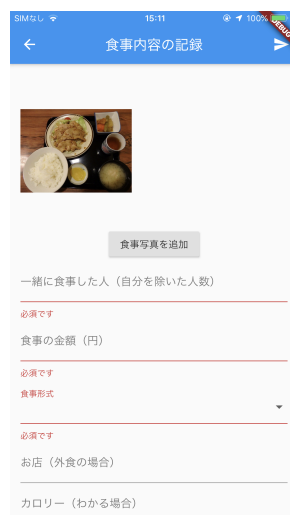 SIMなし 15:11 100%
DEBUG
食事内容の記録
食事写真を追加
一緒に食事した人（自分を除いた人数）
必須です
食事の金額（円）
必須です
食事形式
必須です
お店（外食の場合）
カロリー（わかる場合）